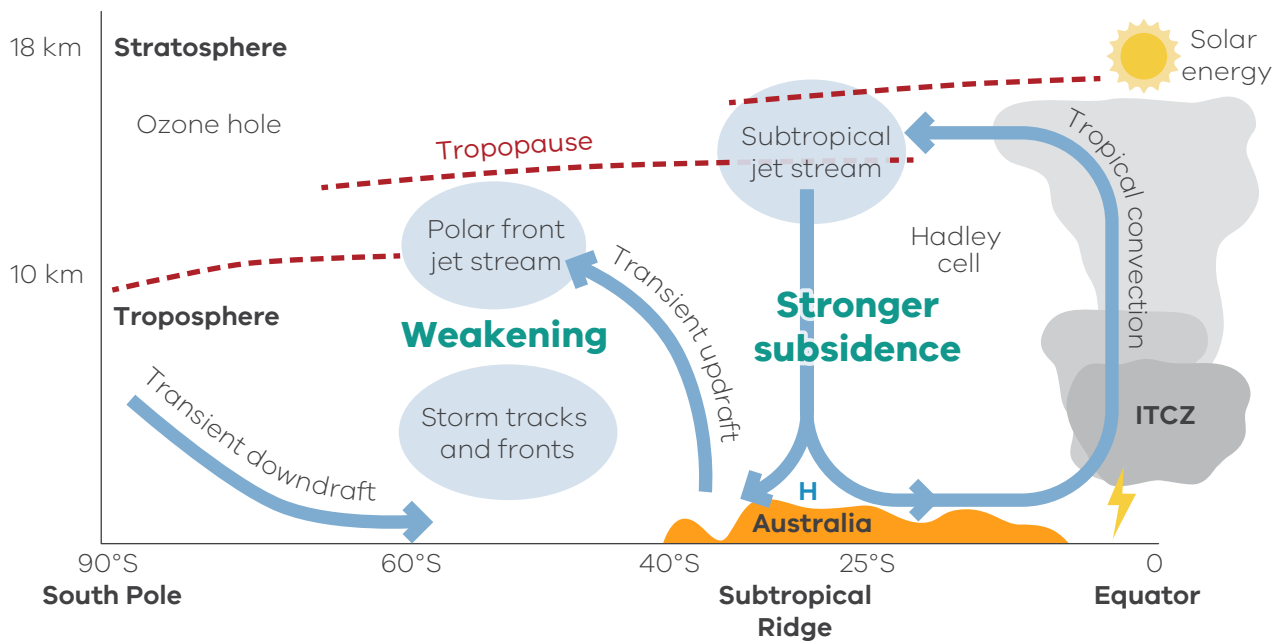 18 km
Stratosphere
Solar
energy
Ozone hole
Tropopause
Subtropical
jet stream
Tropical convection
Polar front
jet stream
Hadley
cell
10 km
Troposphere
Transient updraft
Weakening
Stronger
subsidence
Transient downdraft
Storm tracks
and fronts
ITCZ
H
Australia
90°S
60°S
40°S
25°S
0
South Pole
Subtropical
Ridge
Equator